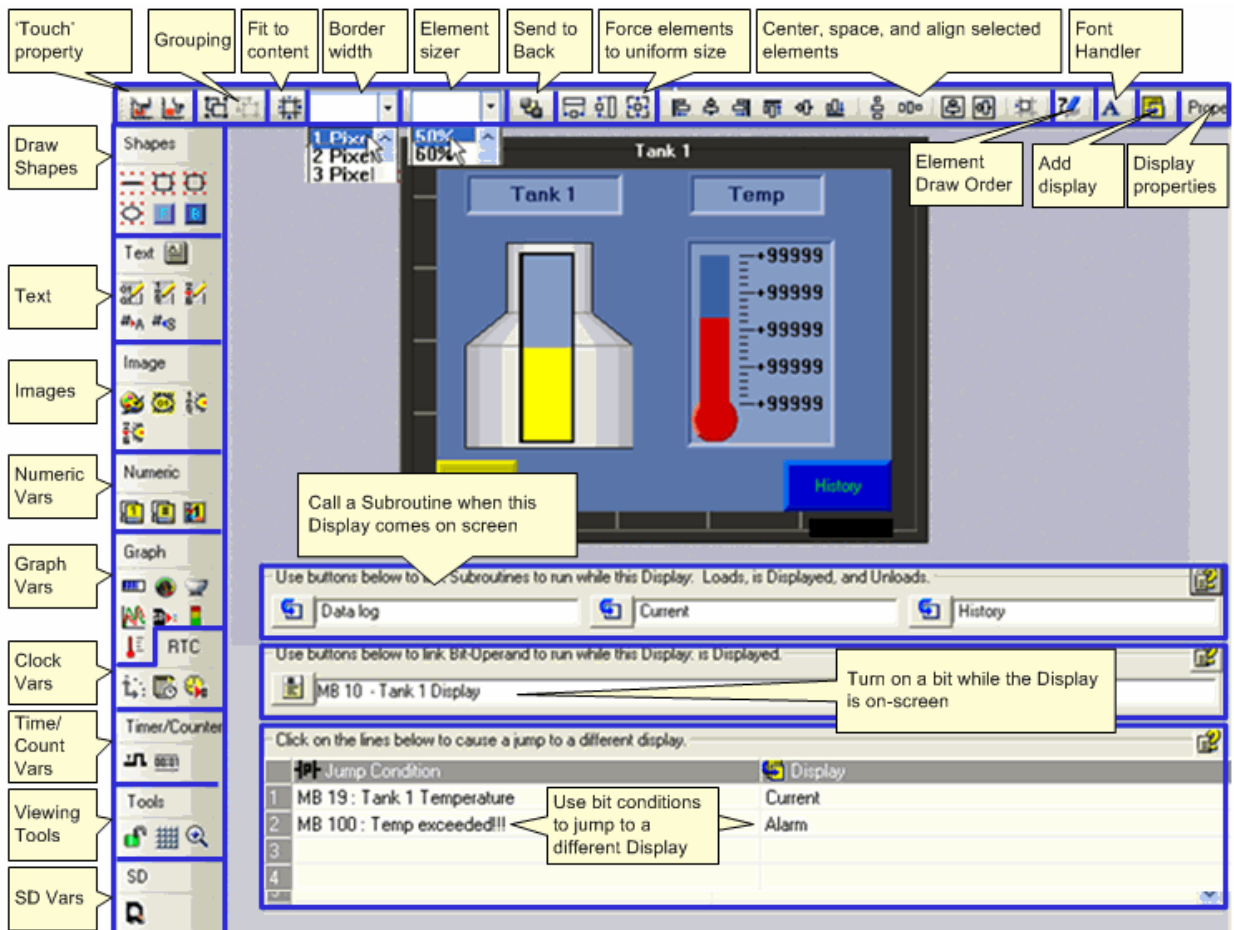 'Touch'
property
Grouping
Fit to
content
Border
width
Element
sizer
Send to
Back
Force elements
to uniform size
Center, space, and align selected
elements
Font
Handler
A
Prope
Draw
Shapes
Shapes
1 Pixel
2 Pixels
3 Pixel
50%
60%
Tank 1
Element
Draw Order
Add
display
Display
properties
Tank 1
Temp
Text
Text
+99999
+99999
+99999
+99999
+99999
Images
Image
Numeric
Vars
Numeric
History
Call a Subroutine when this
Display comes on screen
Graph
Vars
Graph
Use buttons below to Subroutines to run while this Display: Loads, is Displayed, and Unloads.
Data log
Current
History
RTC
Clock
Vars
Use buttons below to link Bit-Operand to run while this Display: is Displayed.
MB 10 - Tank 1 Display
Turn on a bit while the Display
is on-screen
Time/
Count
Vars
Timer/Counter
Click on the lines below to cause a jump to a different display.
Jump Condition
Display
1
MB 19 : Tank 1 Temperature
Current
2
MB 100 : Temp exceeded!!!
Alarm
3
4
Use bit conditions
to jump to a
different Display
Viewing
Tools
Tools
SD Vars
SD